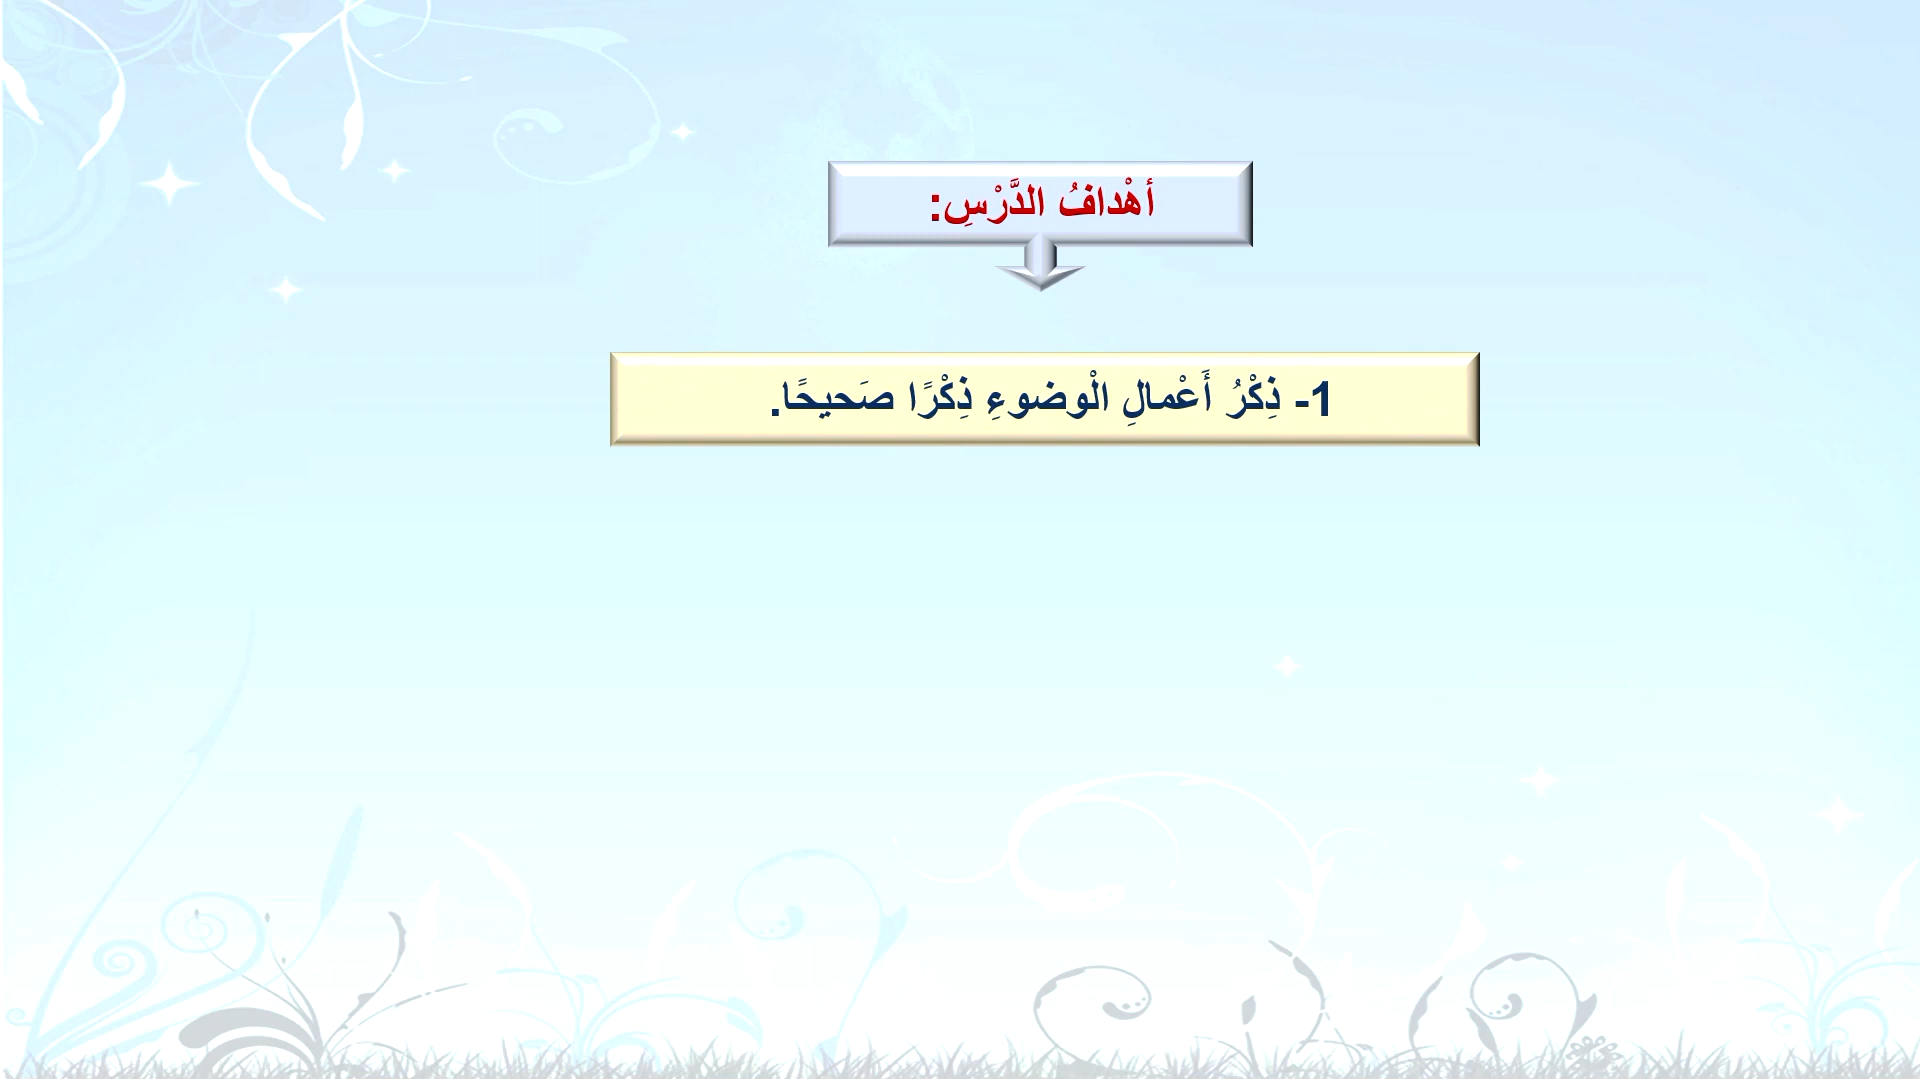 أهْدافُ الدَّرْسِ:
1- ذِكْرُ أَعْمالِ الْوضوءِ ذِكْرًا صَحيحًا.